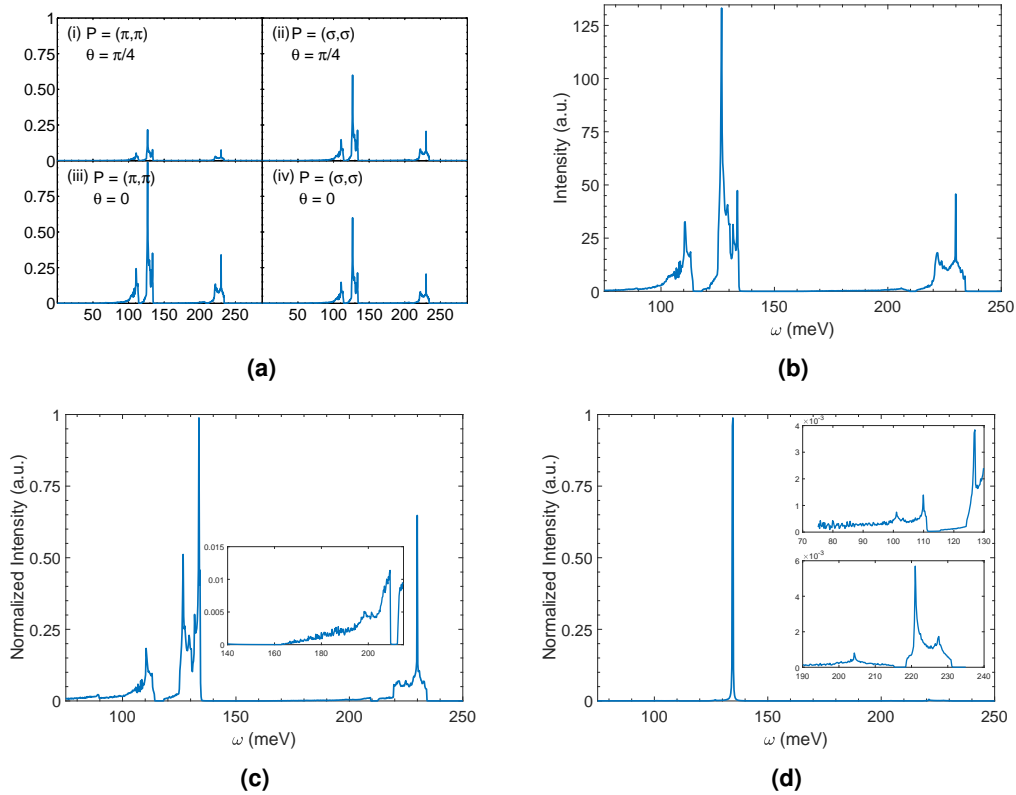 1
0.75
0.5
0.25
0
(i) P = (π,π)
θ = π/4
(ii) P = (σ,σ)
θ = π/4
0.75
0.5
0.25
0
(iii) P = (π,π)
θ = 0
(iv) P = (σ,σ)
θ = 0
50 100 150 200 250
50 100 150 200 250
(a)
Intensity (a.u.)
125
100
75
50
25
0
100 150 200 250
ω (meV)
(b)
Normalized Intensity (a.u.)
1
0.75
0.5
0.25
0
0.015
0.01
0.005
0
140 160 180 200
100 150 200 250
ω (meV)
(c)
Normalized Intensity (a.u.)
1
0.75
0.5
0.25
0
×10⁻³
4
3
2
1
0
70 80 90 100 110 120 130
×10⁻³
6
4
2
0
190 200 210 220 230 240
100 150 200 250
ω (meV)
(d)